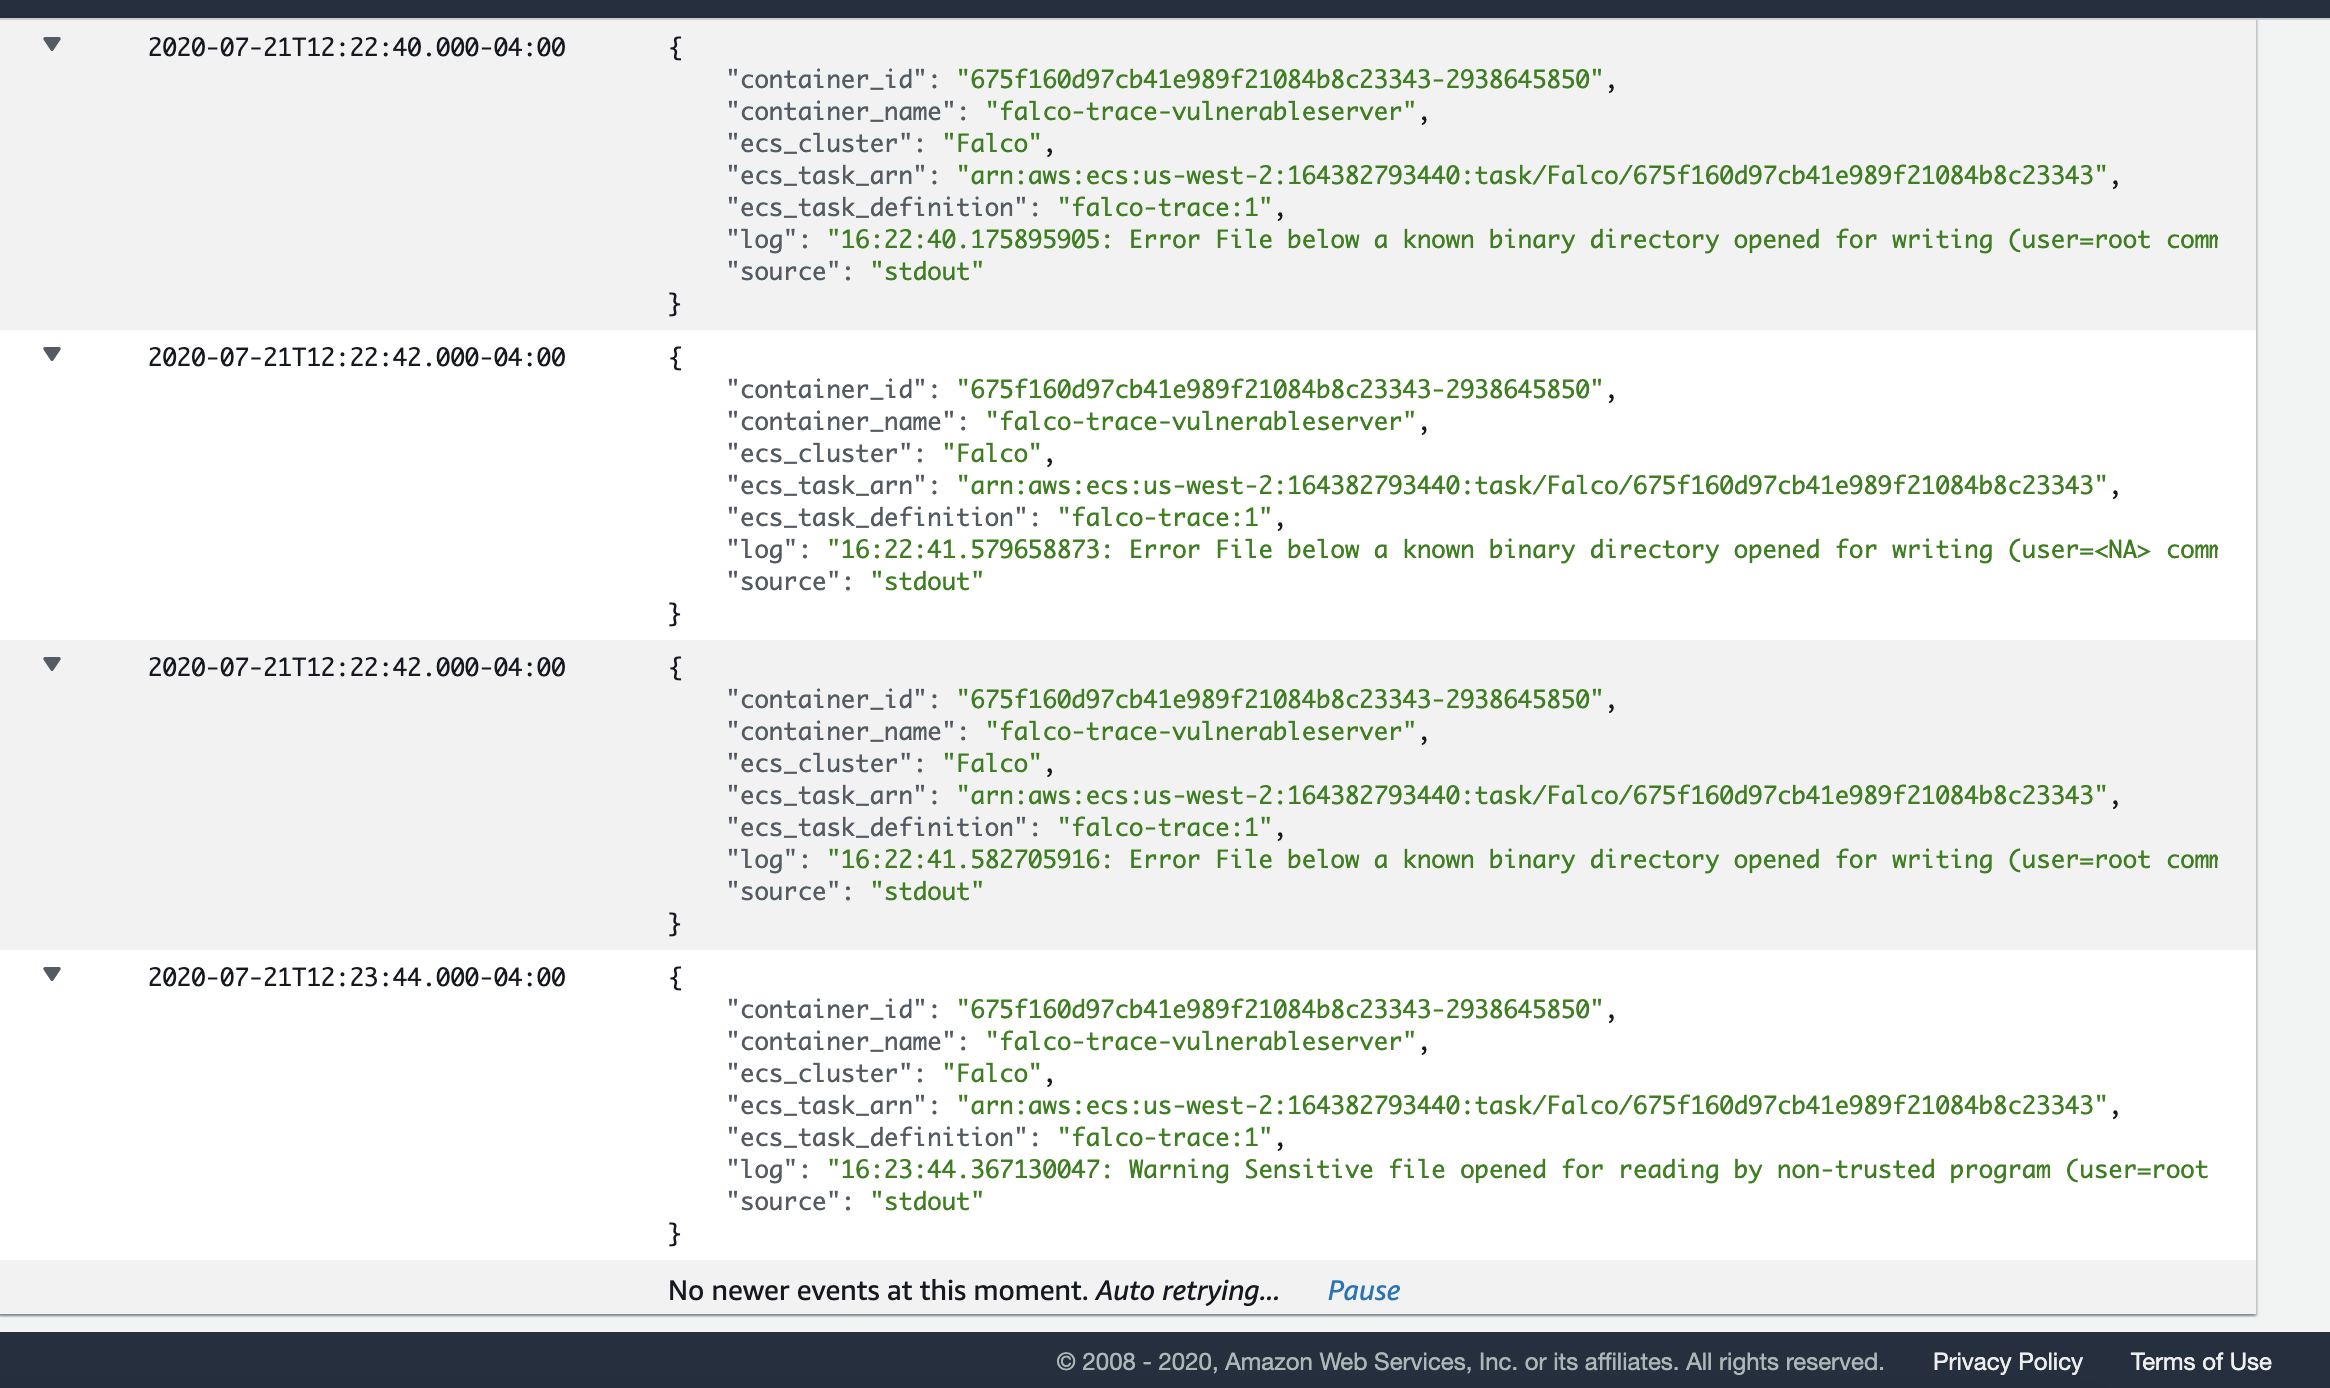 2020-07-21T12:22:40.000-04:00 {
"container_id": "675f160d97cb41e989f21084b8c23343-2938645850",
"container_name": "falco-trace-vulnerableserver",
"ecs_cluster": "Falco",
"ecs_task_arn": "arn:aws:ecs:us-west-2:164382793440:task/Falco/675f160d97cb41e989f21084b8c23343",
"ecs_task_definition": "falco-trace:1",
"log": "16:22:40.175895905: Error File below a known binary directory opened for writing (user=root comm
"source": "stdout"
}
2020-07-21T12:22:42.000-04:00 {
"container_id": "675f160d97cb41e989f21084b8c23343-2938645850",
"container_name": "falco-trace-vulnerableserver",
"ecs_cluster": "Falco",
"ecs_task_arn": "arn:aws:ecs:us-west-2:164382793440:task/Falco/675f160d97cb41e989f21084b8c23343",
"ecs_task_definition": "falco-trace:1",
"log": "16:22:41.579658873: Error File below a known binary directory opened for writing (user=<NA> comm
"source": "stdout"
}
2020-07-21T12:22:42.000-04:00 {
"container_id": "675f160d97cb41e989f21084b8c23343-2938645850",
"container_name": "falco-trace-vulnerableserver",
"ecs_cluster": "Falco",
"ecs_task_arn": "arn:aws:ecs:us-west-2:164382793440:task/Falco/675f160d97cb41e989f21084b8c23343",
"ecs_task_definition": "falco-trace:1",
"log": "16:22:41.582705916: Error File below a known binary directory opened for writing (user=root comm
"source": "stdout"
}
2020-07-21T12:23:44.000-04:00 {
"container_id": "675f160d97cb41e989f21084b8c23343-2938645850",
"container_name": "falco-trace-vulnerableserver",
"ecs_cluster": "Falco",
"ecs_task_arn": "arn:aws:ecs:us-west-2:164382793440:task/Falco/675f160d97cb41e989f21084b8c23343",
"ecs_task_definition": "falco-trace:1",
"log": "16:23:44.367130047: Warning Sensitive file opened for reading by non-trusted program (user=root
"source": "stdout"
}
No newer events at this moment. Auto retrying... Pause
© 2008 - 2020, Amazon Web Services, Inc. or its affiliates. All rights reserved. Privacy Policy Terms of Use